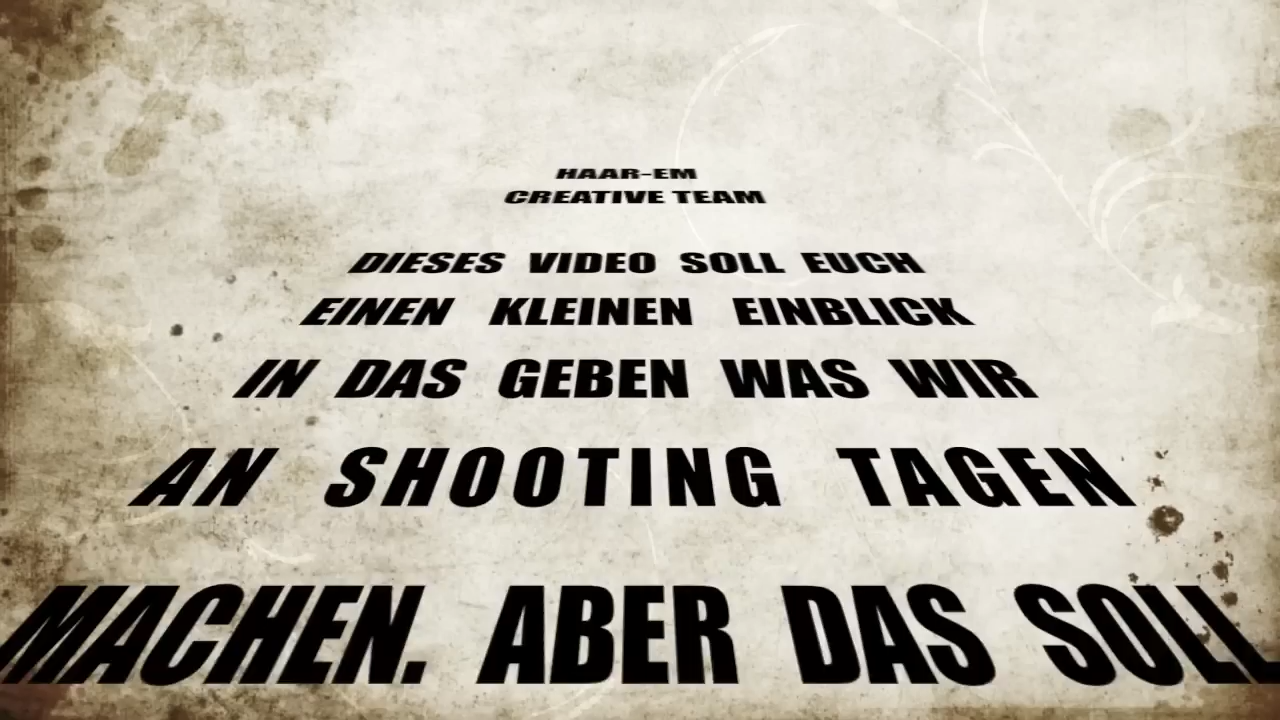 HAAR-EM
CREATIVE TEAM
DIESES VIDEO SOLL EUCH
EINEN KLEINEN EINBLICK
IN DAS GEBEN WAS WIR
AN SHOOTING TAGEN
MACHEN. ABER DAS SOLL